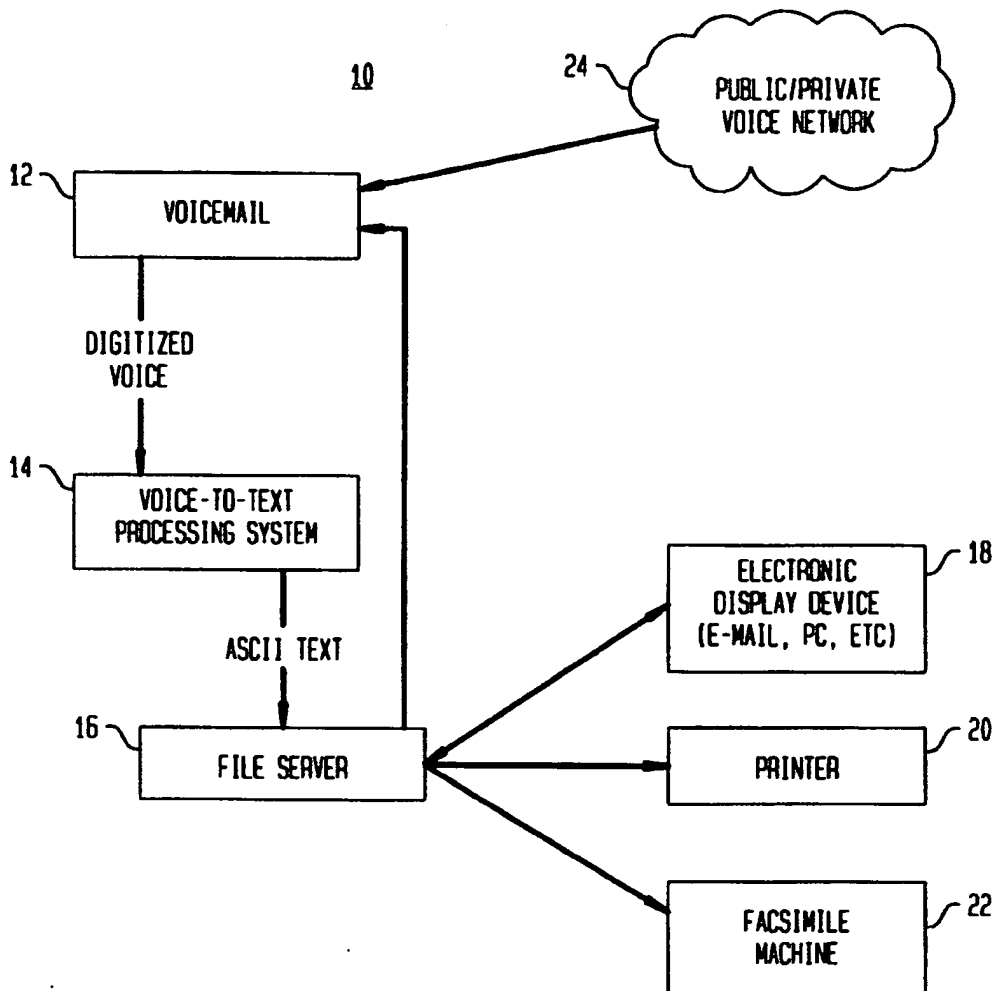 10
24
PUBLIC/PRIVATE
VOICE NETWORK
12
VOICEMAIL
DIGITIZED
VOICE
14
VOICE-TO-TEXT
PROCESSING SYSTEM
18
ELECTRONIC
DISPLAY DEVICE
(E-MAIL, PC, ETC)
ASCII TEXT
16
FILE SERVER
20
PRINTER
22
FACSIMILE
MACHINE